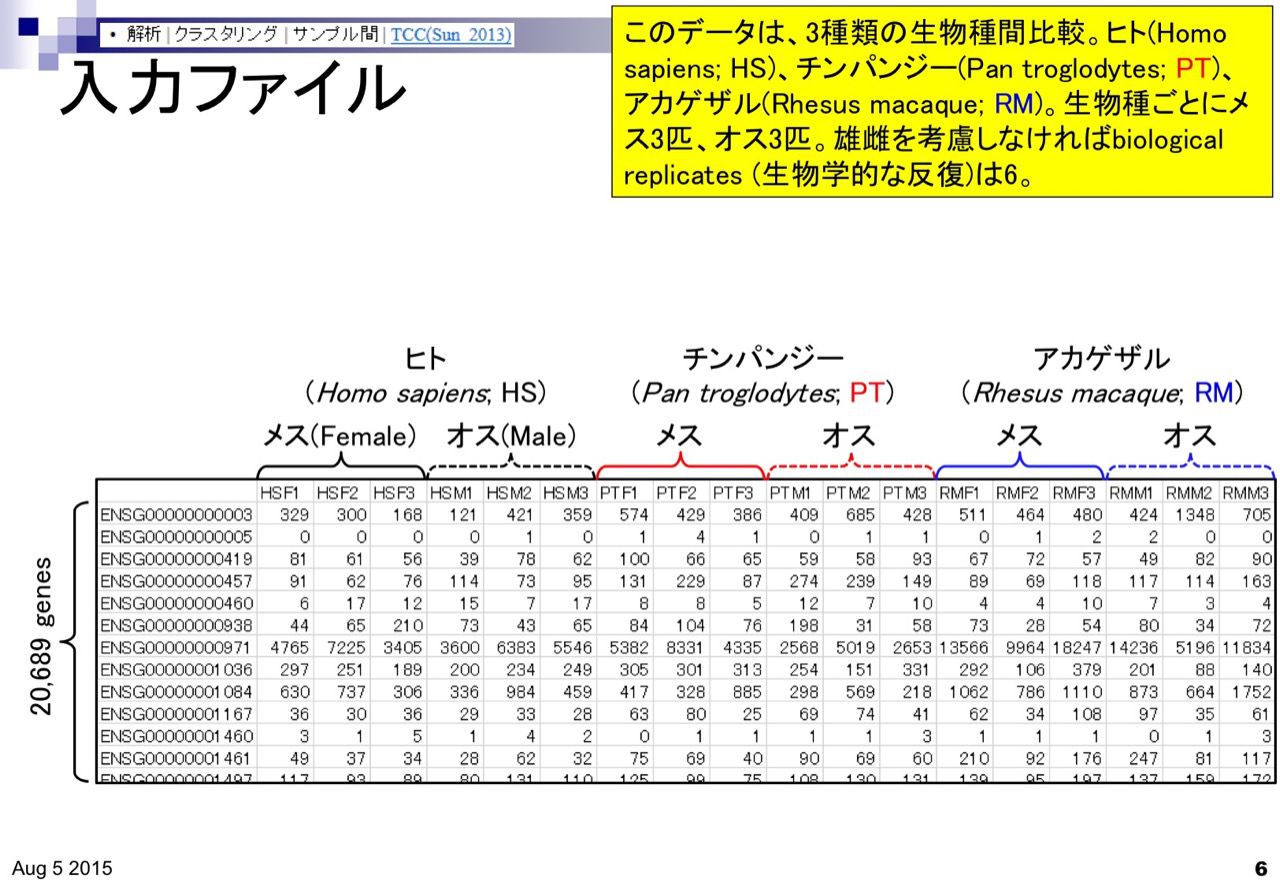 ・ 解析 | クラスタリング | サンプル間 | TCC(Sun_2013)
入力ファイル
このデータは、3種類の生物種間比較。ヒト(Homo
sapiens; HS)、チンパンジー(Pan troglodytes; PT)、
アカゲザル(Rhesus macaque; RM)。生物種ごとにメ
ス3匹、オス3匹。雄雌を考慮しなければbiological
replicates (生物学的な反復)は6。
ヒト チンパンジー アカゲザル
(Homo sapiens; HS) (Pan troglodytes; PT) (Rhesus macaque; RM)
メス(Female) オス(Male) メス オス メス オス
HSF1 HSF2 HSF3 HSM1 HSM2 HSM3 PTF1 PTF2 PTF3 PTM1 PTM2 PTM3 RMF1 RMF2 RMF3 RMM1 RMM2 RMM3
ENSG00000000003 329 300 168 121 421 359 574 429 386 409 685 428 511 464 480 424 1348 705
ENSG00000000005 0 0 0 0 1 0 1 4 1 0 1 1 0 1 2 2 0 0
ENSG00000000419 81 61 56 39 78 62 100 66 65 59 58 93 67 72 57 49 82 90
ENSG00000000457 91 62 76 114 73 95 131 229 87 274 239 149 89 69 118 117 114 163
ENSG00000000460 6 17 12 15 7 17 8 8 5 12 7 10 4 4 10 7 3 4
ENSG00000000938 44 65 210 73 43 65 84 104 76 198 31 58 73 28 54 80 34 72
ENSG00000000971 4765 7225 3405 3600 6383 5546 5382 8331 4335 2568 5019 2653 13566 9964 18247 14236 5196 11834
ENSG00000001036 297 251 189 200 234 249 305 301 313 254 151 331 292 106 379 201 88 140
ENSG00000001084 630 737 306 336 984 459 417 328 885 298 569 218 1062 786 1110 873 664 1752
ENSG00000001167 36 30 36 29 33 28 63 80 25 69 74 41 62 34 108 97 35 61
ENSG00000001460 3 1 5 1 4 2 0 1 1 1 1 3 1 1 1 0 1 3
ENSG00000001461 49 37 34 28 62 32 75 69 40 90 69 60 210 92 176 247 81 117
ENSG00000001497 117 93 89 80 131 110 125 99 75 108 130 131 139 95 197 137 159 172
20,689 genes
Aug 5 2015
6